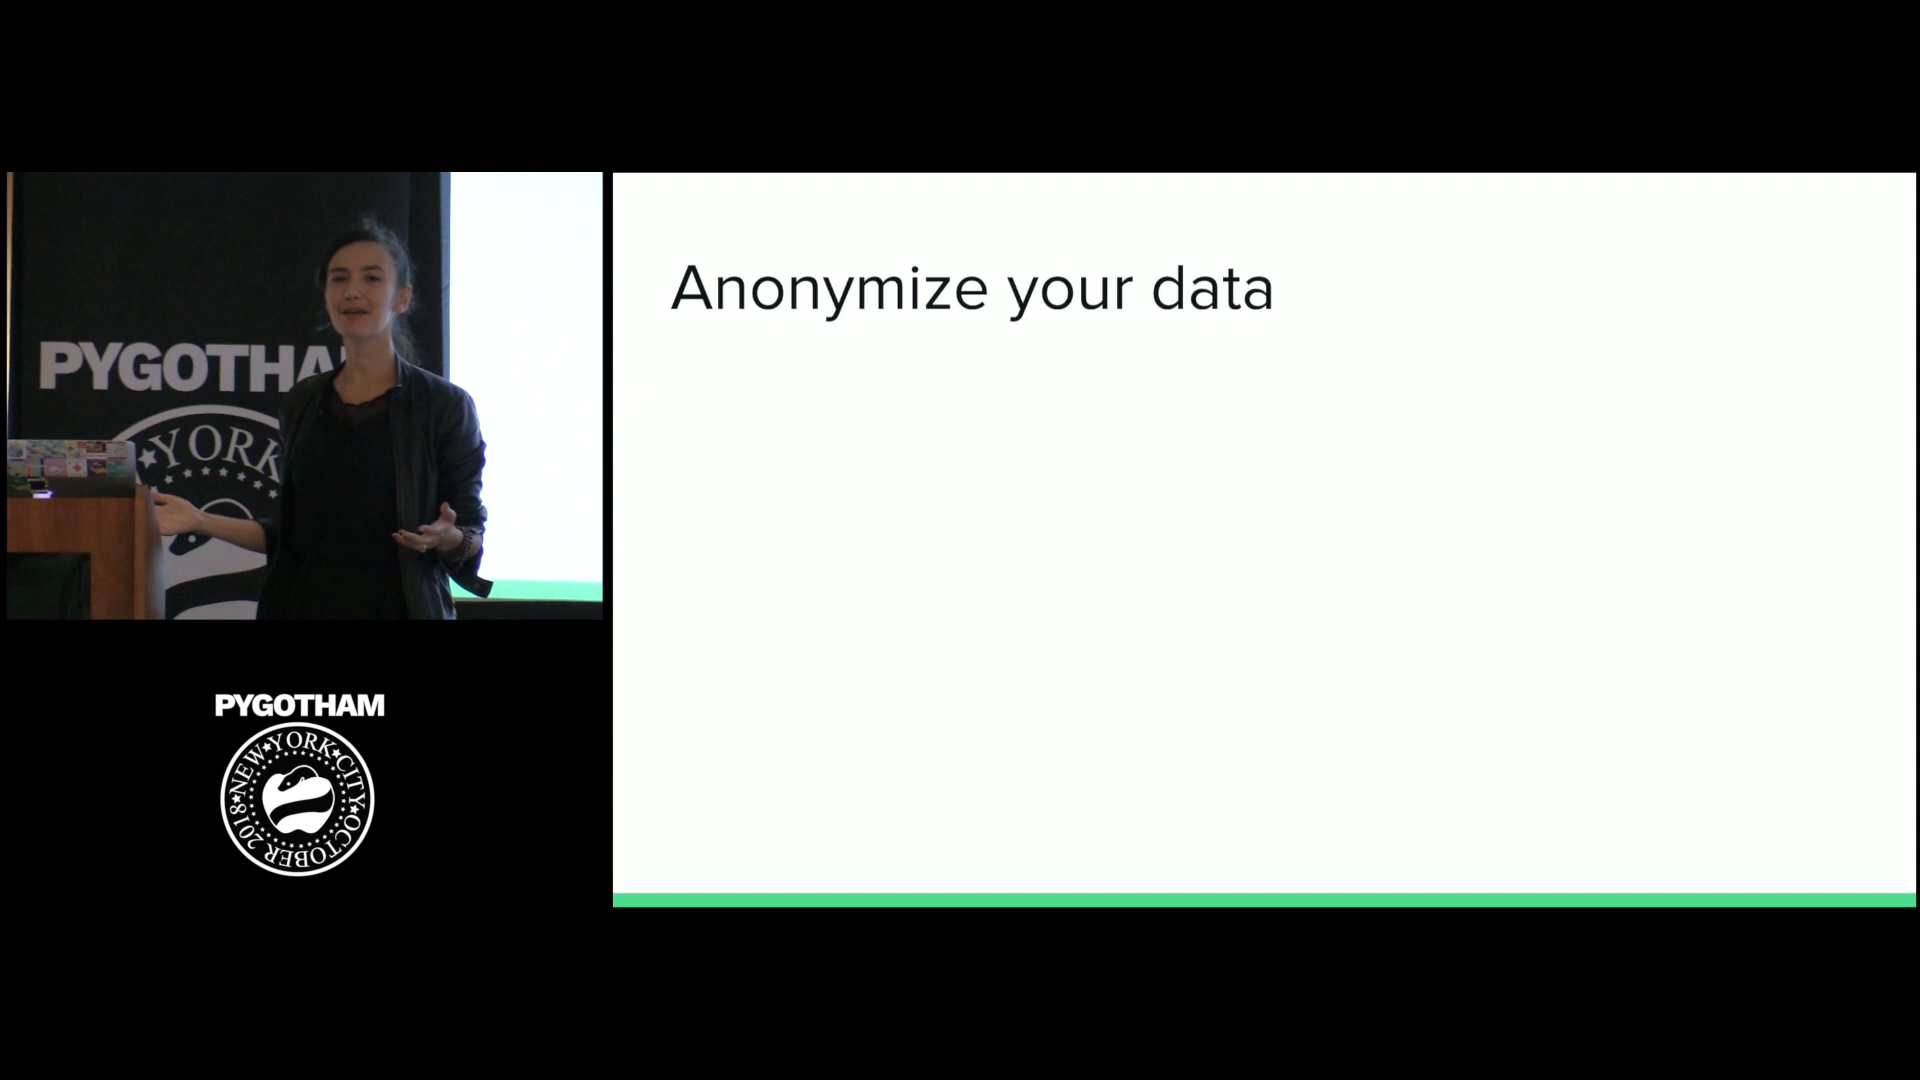 PYGOTHA
YORK
Anonymize your data
PYGOTHAM
NEW YORK CITY
OCTOBER 2018